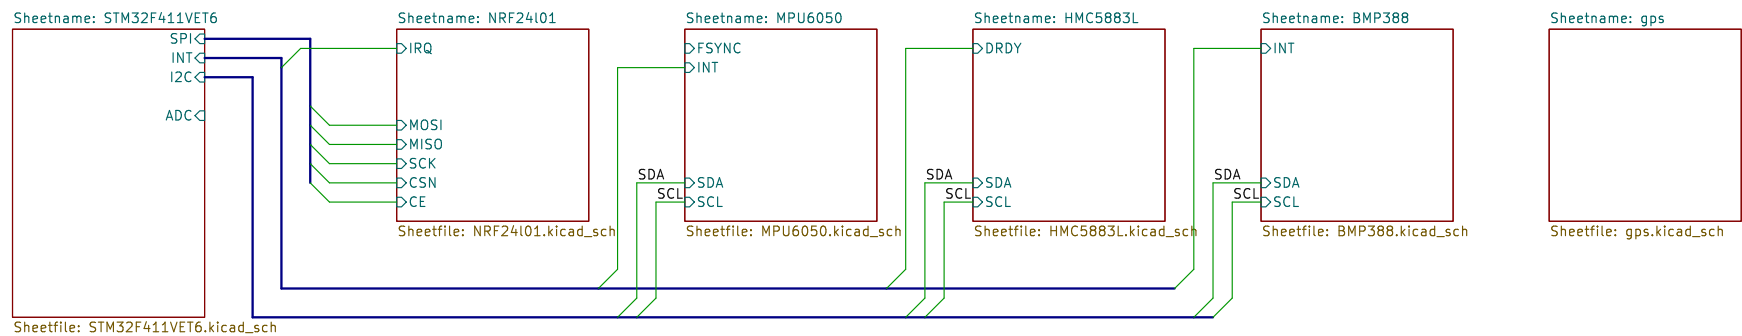 Sheetname: STM32F411VET6
SPI
INT
I2C
ADC
Sheetfile: STM32F411VET6.kicad_sch
Sheetname: NRF24l01
IRQ
MOSI
MISO
SCK
CSN
CE
Sheetfile: NRF24l01.kicad_sch
Sheetname: MPU6050
FSYNC
INT
SDA
SDA
SCL
SCL
Sheetfile: MPU6050.kicad_sch
Sheetname: HMC5883L
DRDY
SDA
SDA
SCL
SCL
Sheetfile: HMC5883L.kicad_sch
Sheetname: BMP388
INT
SDA
SDA
SCL
SCL
Sheetfile: BMP388.kicad_sch
Sheetname: gps
Sheetfile: gps.kicad_sch